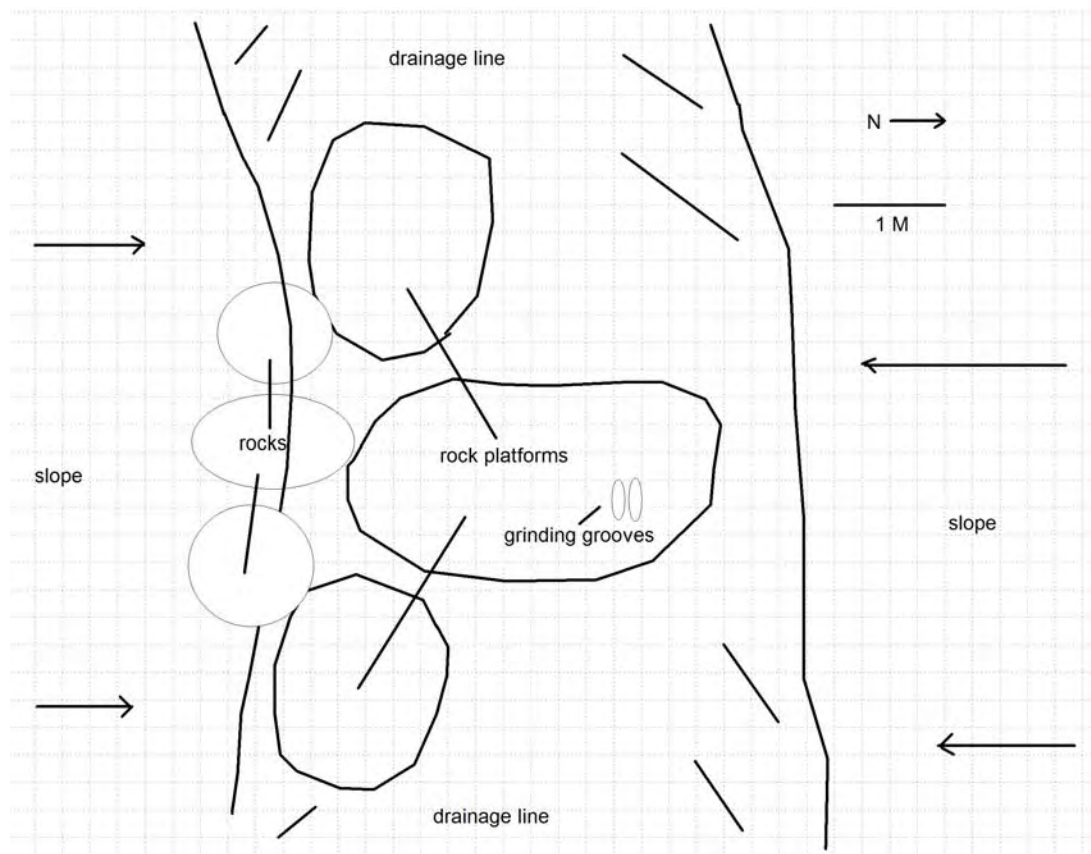 drainage line
N
1 M
rocks
rock platforms
slope
slope
grinding grooves
drainage line